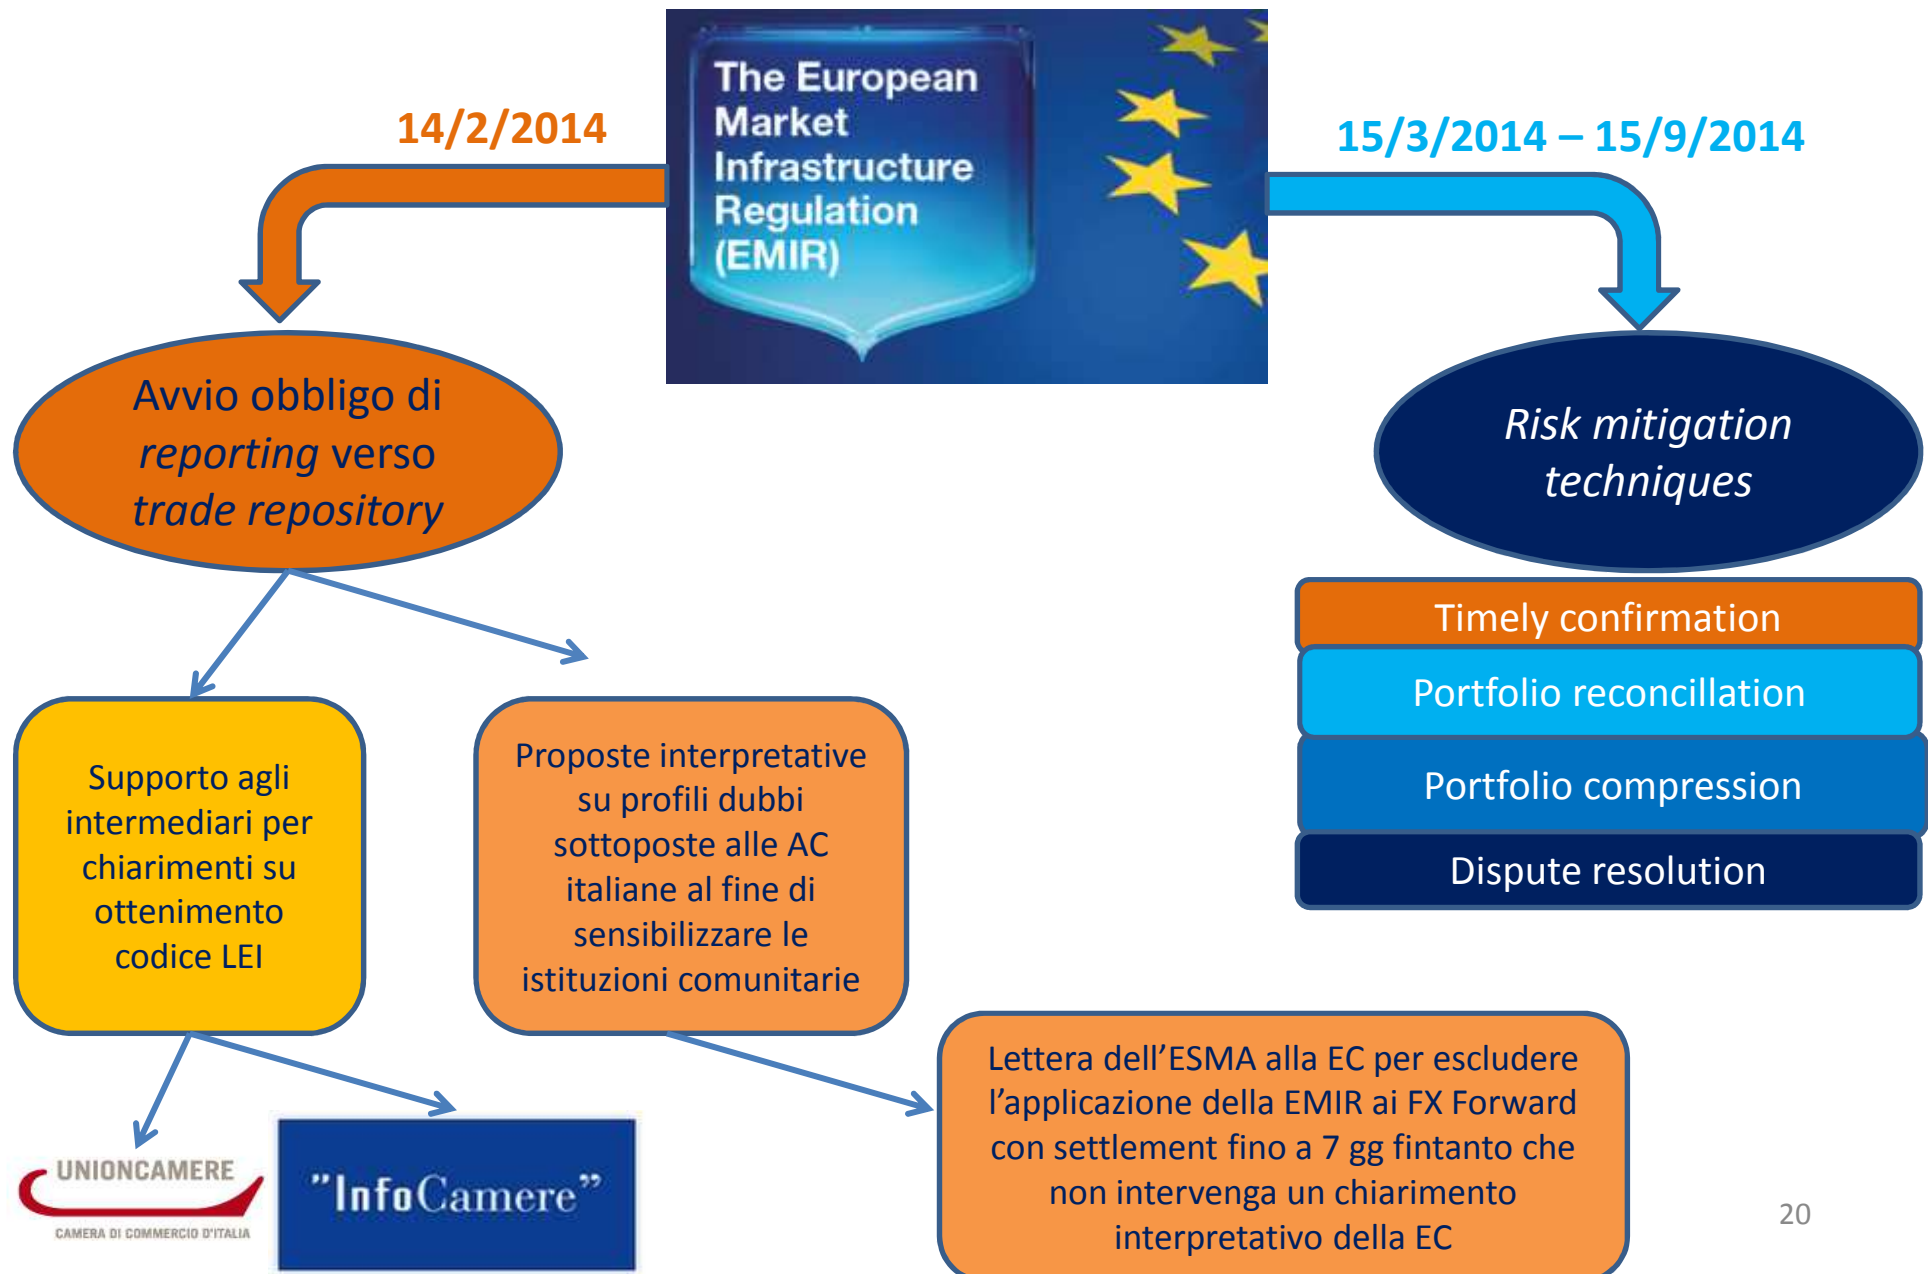 14/2/2014
The European
Market
Infrastructure
Regulation
(EMIR)
15/3/2014 – 15/9/2014
Avvio obbligo di
reporting verso
trade repository
Risk mitigation
techniques
Timely confirmation
Portfolio reconcillation
Portfolio compression
Dispute resolution
Supporto agli
intermediari per
chiarimenti su
ottenimento
codice LEI
Proposte interpretative
su profili dubbi
sottoposte alle AC
italiane al fine di
sensibilizzare le
istituzioni comunitarie
Lettera dell’ESMA alla EC per escludere
l’applicazione della EMIR ai FX Forward
con settlement fino a 7 gg fintanto che
non intervenga un chiarimento
interpretativo della EC
UNIONCAMERE
CAMERA DI COMMERCIO D'ITALIA
"InfoCamere"
20